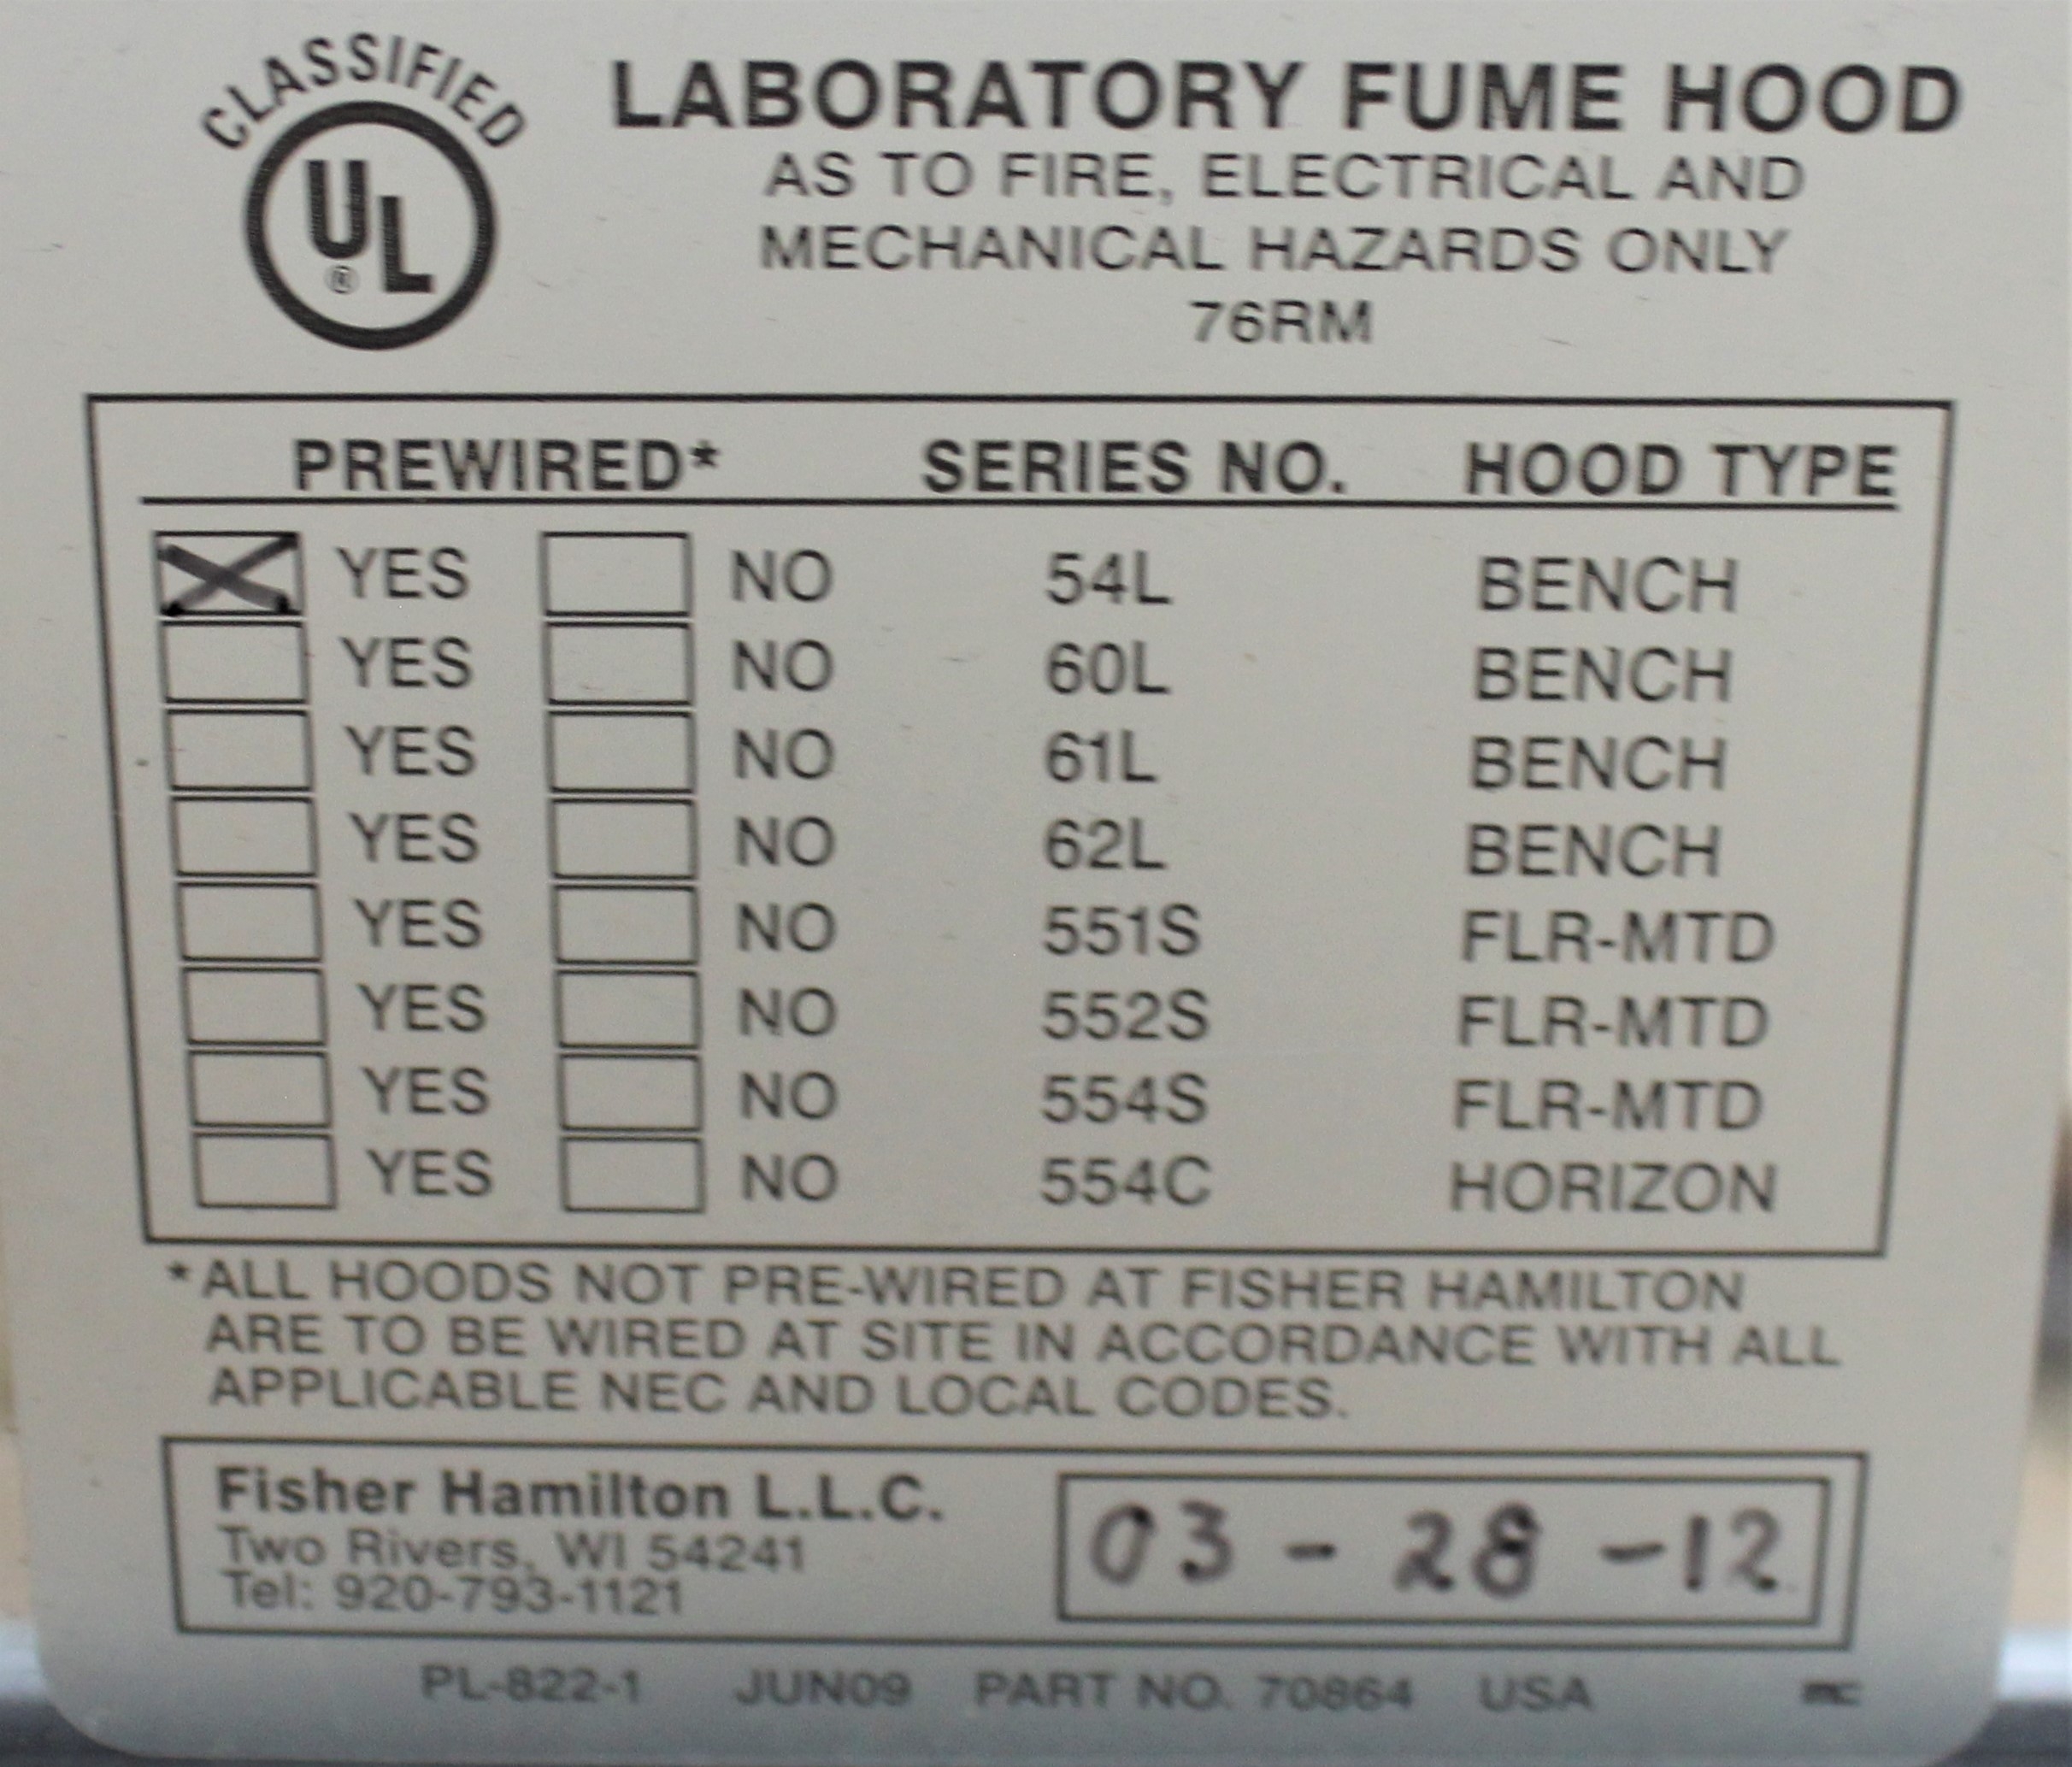 CLASSIFIED
UL
®
LABORATORY FUME HOOD
AS TO FIRE, ELECTRICAL AND
MECHANICAL HAZARDS ONLY
76RM
PREWIRED* SERIES NO. HOOD TYPE
YES NO 54L BENCH
YES NO 60L BENCH
YES NO 61L BENCH
YES NO 62L BENCH
YES NO 551S FLR-MTD
YES NO 552S FLR-MTD
YES NO 554S FLR-MTD
YES NO 554C HORIZON
*ALL HOODS NOT PRE-WIRED AT FISHER HAMILTON
ARE TO BE WIRED AT SITE IN ACCORDANCE WITH ALL
APPLICABLE NEC AND LOCAL CODES.
Fisher Hamilton L.L.C.
Two Rivers, WI 54241
Tel: 920-793-1121
03-28-12
PL-822-1 JUN09 PART NO. 70864 USA mc